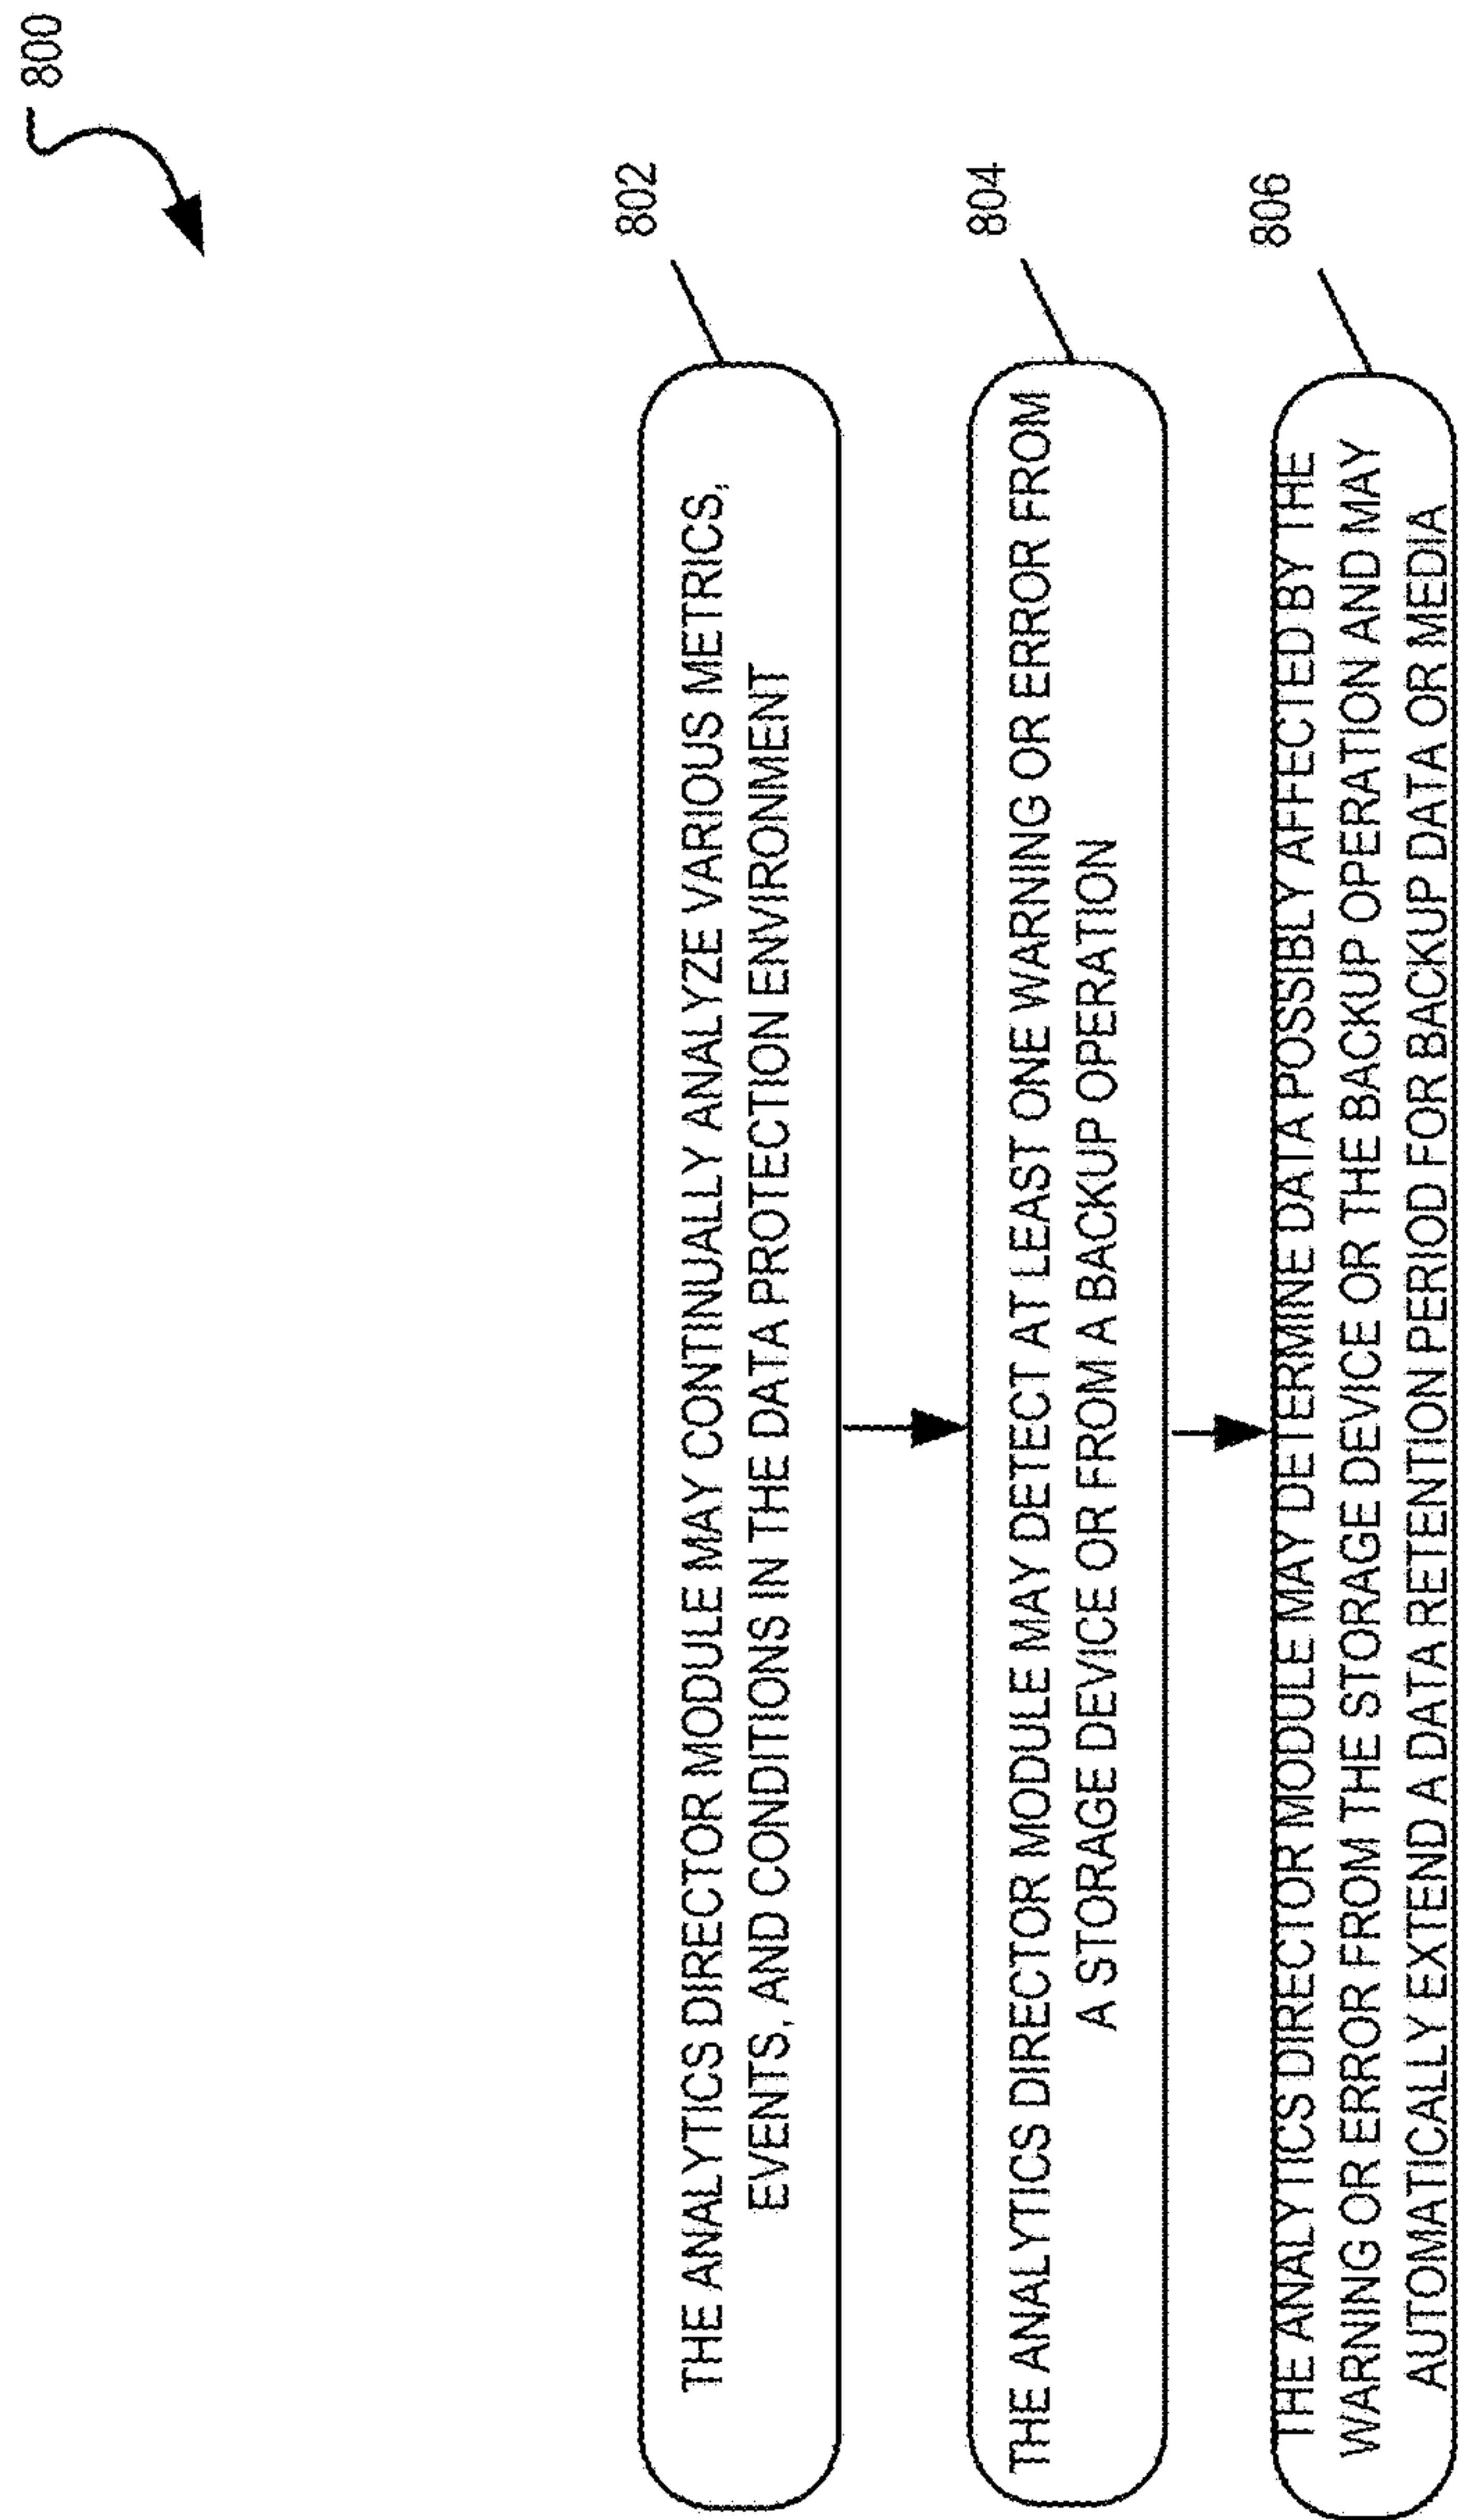 800
802
THE ANALYTICS DIRECTOR MODULE MAY CONTINUALLY ANALYZE VARIOUS METRICS,
EVENTS, AND CONDITIONS IN THE DATA PROTECTION ENVIRONMENT
804
THE ANALYTICS DIRECTOR MODULE MAY DETECT AT LEAST ONE WARNING OR ERROR FROM
A STORAGE DEVICE OR FROM A BACKUP OPERATION
806
THE ANALYTICS DIRECTOR MODULE MAY DETERMINE DATA POSSIBLY AFFECTED BY THE
WARNING OR ERROR FROM THE STORAGE DEVICE OR THE BACKUP OPERATION AND MAY
AUTOMATICALLY EXTEND A DATA RETENTION PERIOD FOR BACKUP DATA OR MEDIA